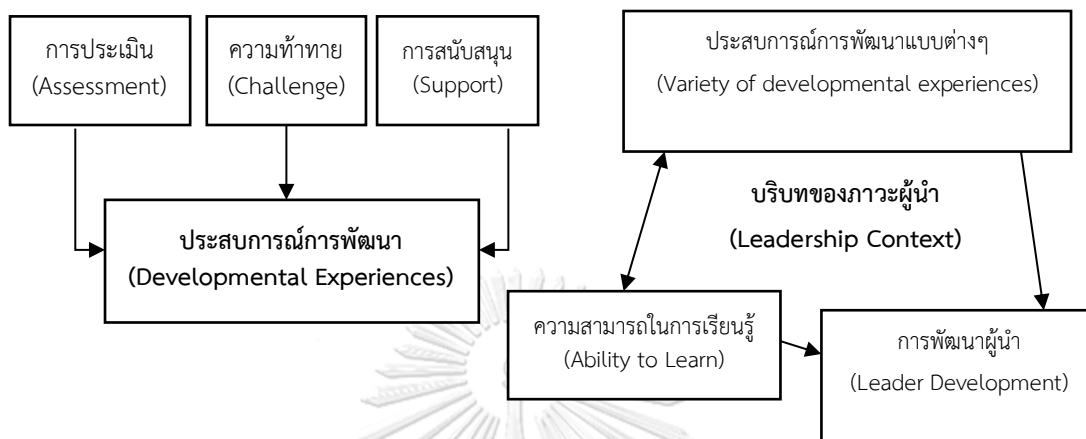 การประเมิน
(Assessment)
ความท้าทาย
(Challenge)
การสนับสนุน
(Support)
ประสบการณ์การพัฒนา
(Developmental Experiences)
ประสบการณ์การพัฒนาแบบต่างๆ
(Variety of developmental experiences)
บริบทของภาวะผู้นำ
(Leadership Context)
ความสามารถในการเรียนรู้
(Ability to Learn)
การพัฒนาผู้นำ
(Leader Development)